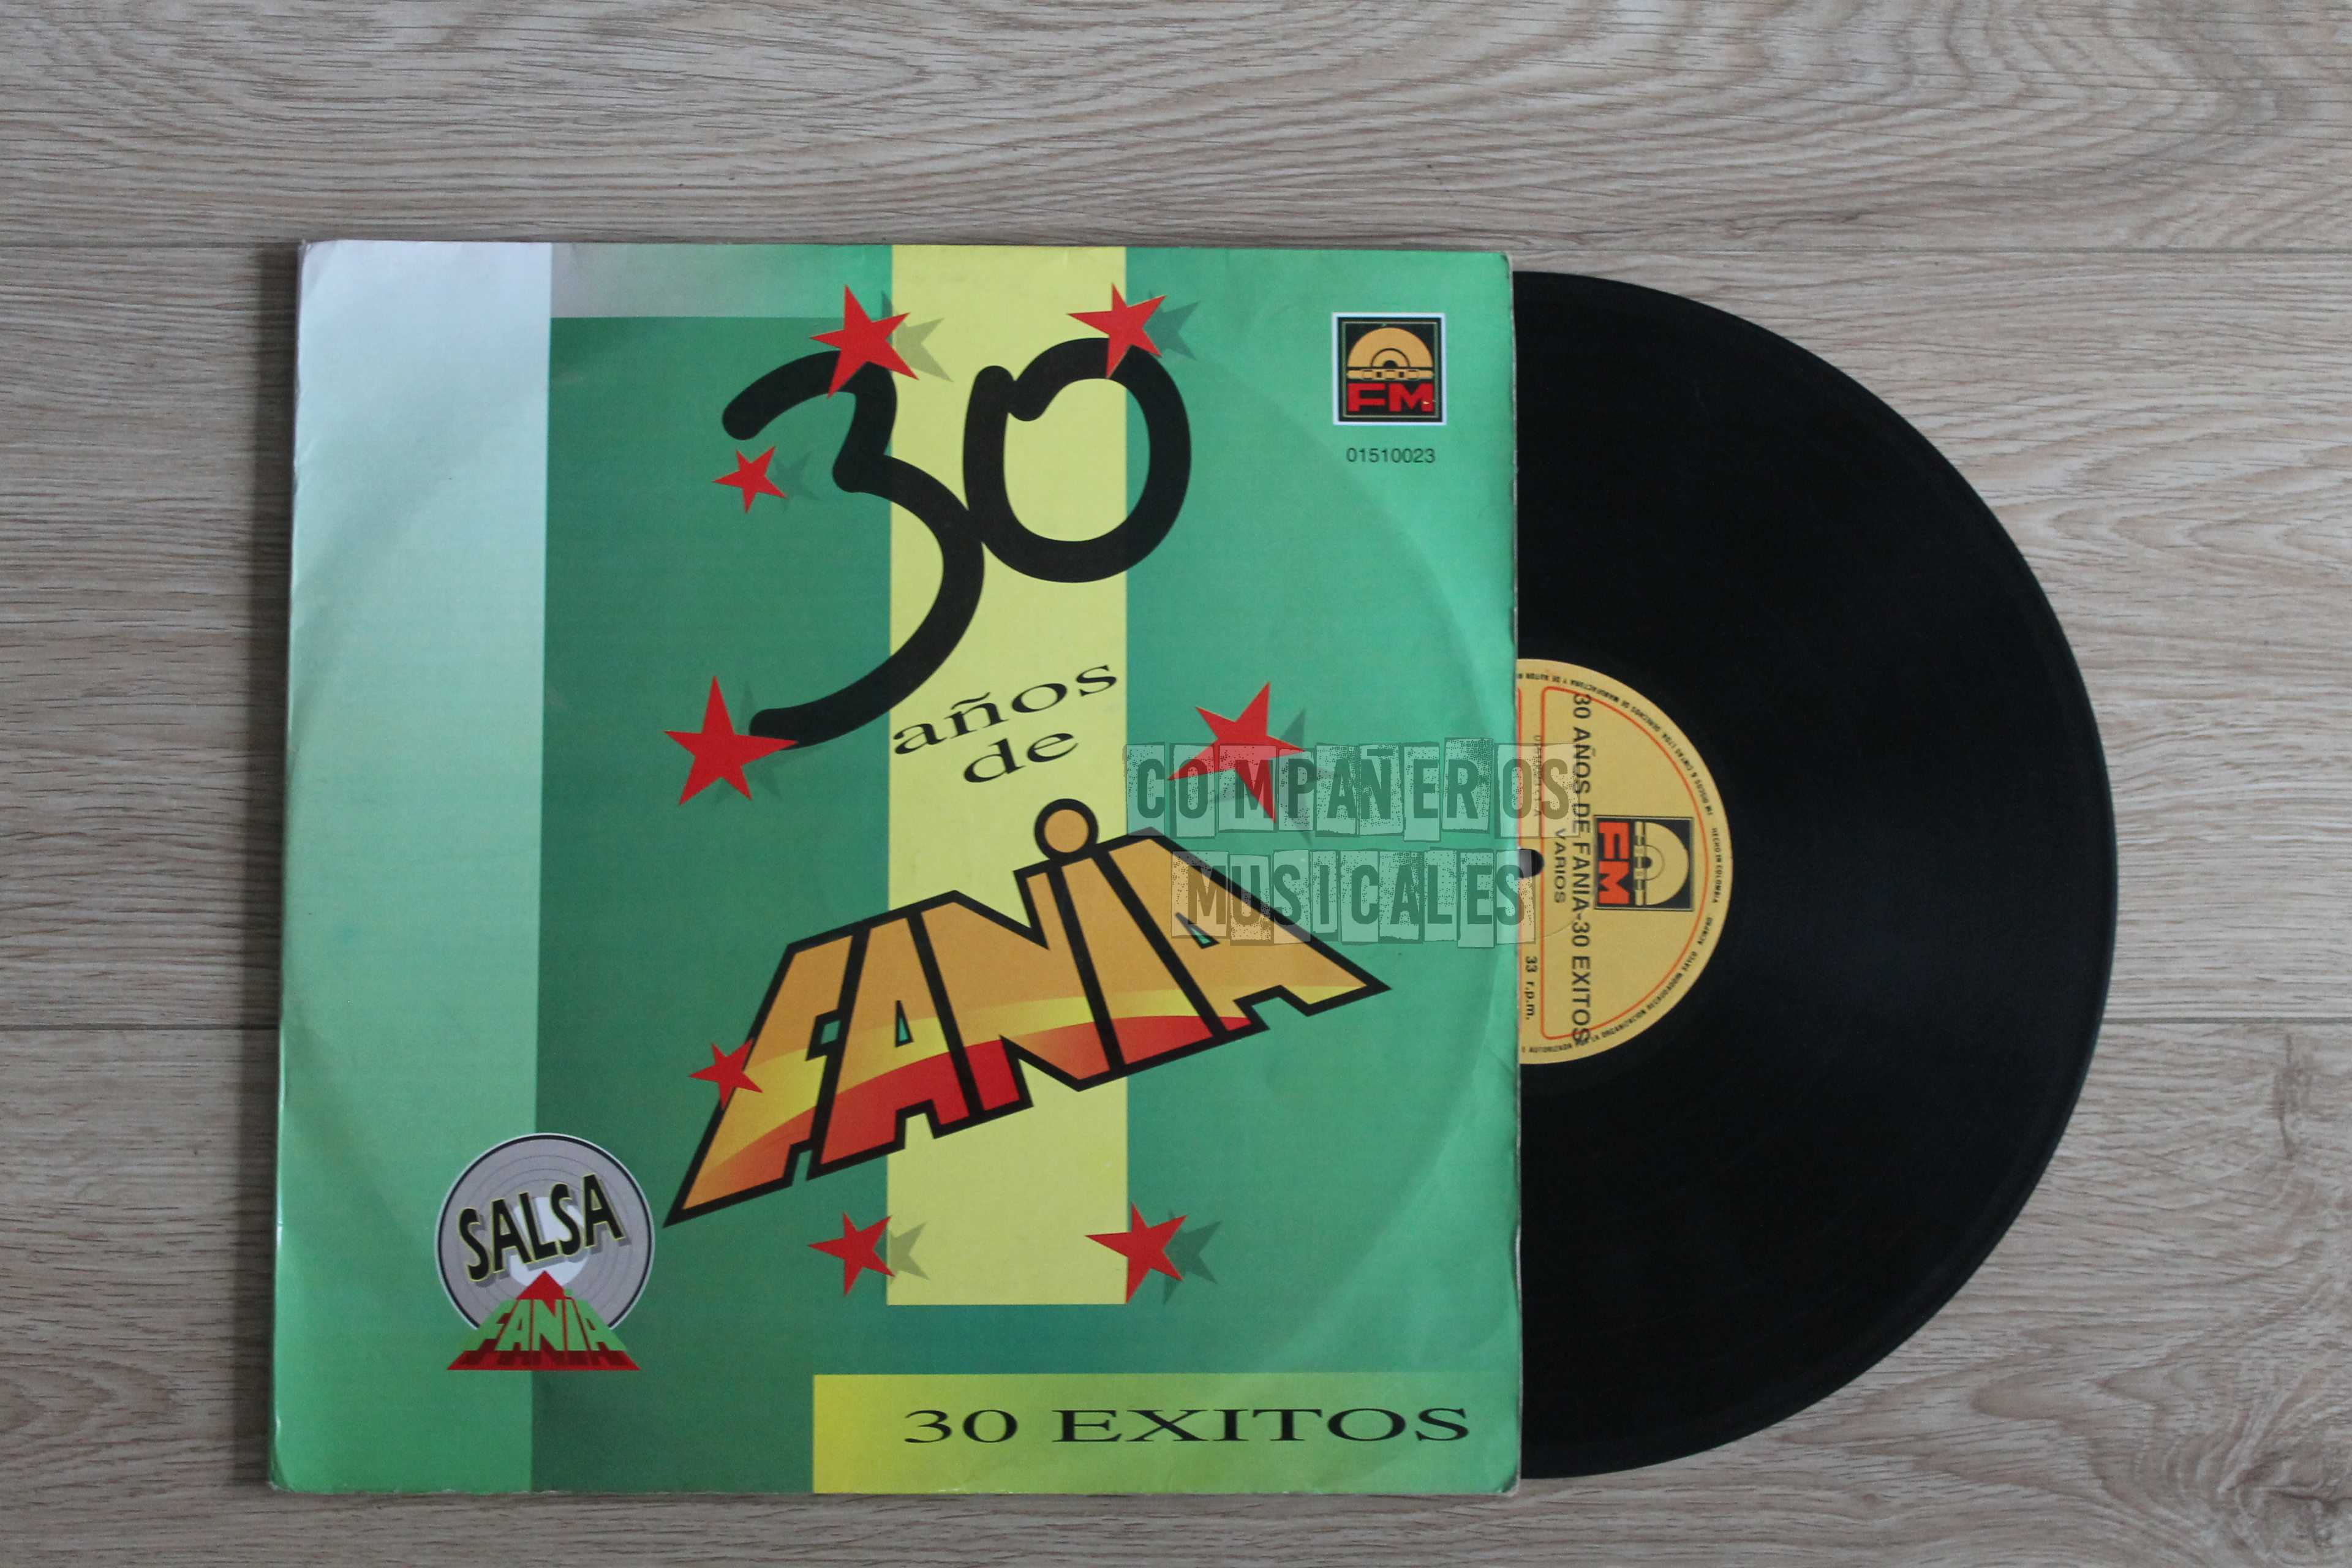 30
años
de
FANIA
FM
01510023
SALSA
FANIA
30 EXITOS
COMPAÑEROS
MUSICALES
FM
30 AÑOS DE FANIA-30 EXITOS
VARIOS
33 r.p.m.
HECHO EN COLOMBIA